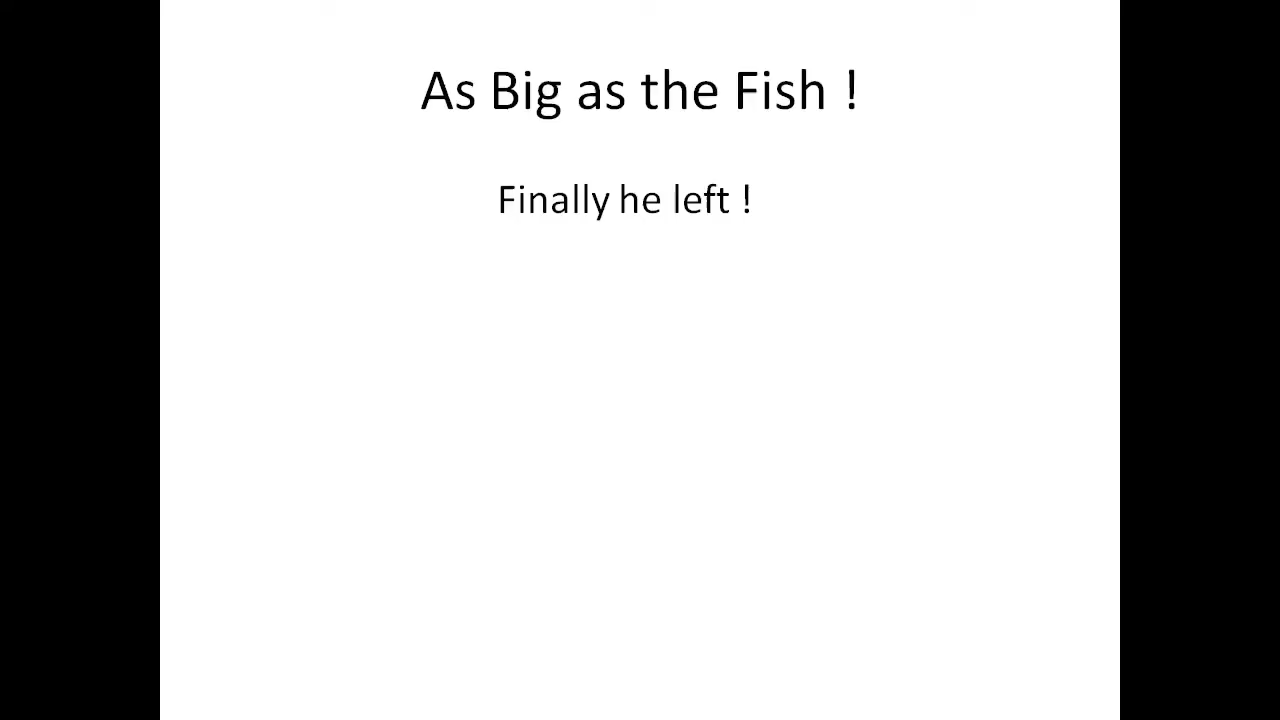 As Big as the Fish !
Finally he left !